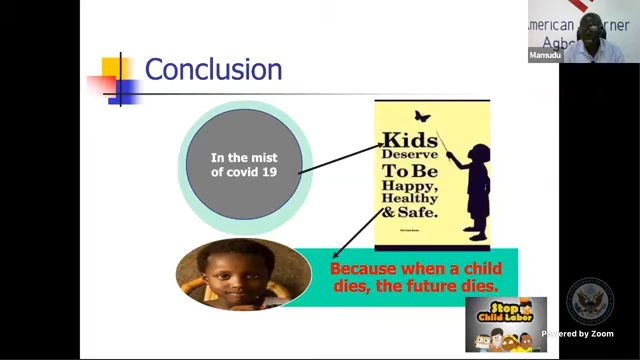 American Corner
Mamudu
Conclusion
In the mist
of covid 19
Kids
Deserve
To Be
Happy,
Healthy
& Safe.
Because when a child
dies, the future dies.
Stop
Child Labor
Powered by Zoom